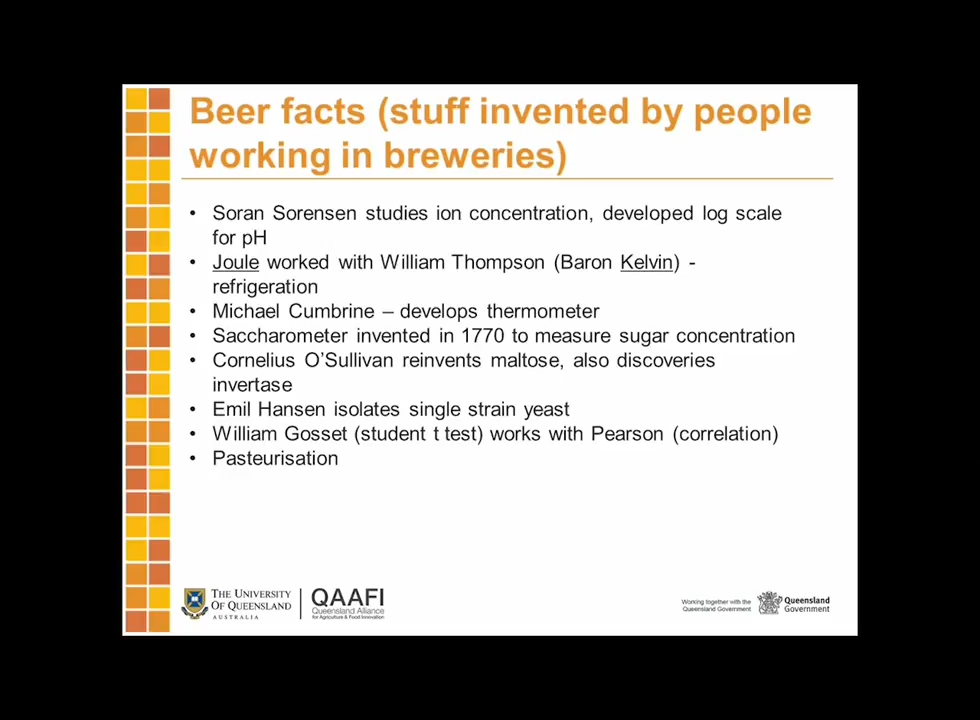 Beer facts (stuff invented by people
working in breweries)
• Soran Sorensen studies ion concentration, developed log scale
for pH
• Joule worked with William Thompson (Baron Kelvin) -
refrigeration
• Michael Cumbrine – develops thermometer
• Saccharometer invented in 1770 to measure sugar concentration
• Cornelius O'Sullivan reinvents maltose, also discoveries
invertase
• Emil Hansen isolates single strain yeast
• William Gosset (student t test) works with Pearson (correlation)
• Pasteurisation
THE UNIVERSITY
OF QUEENSLAND
AUSTRALIA
QAAFI
Queensland Alliance
for Agriculture & Food Innovation
Working together with the
Queensland Government
Queensland
Government